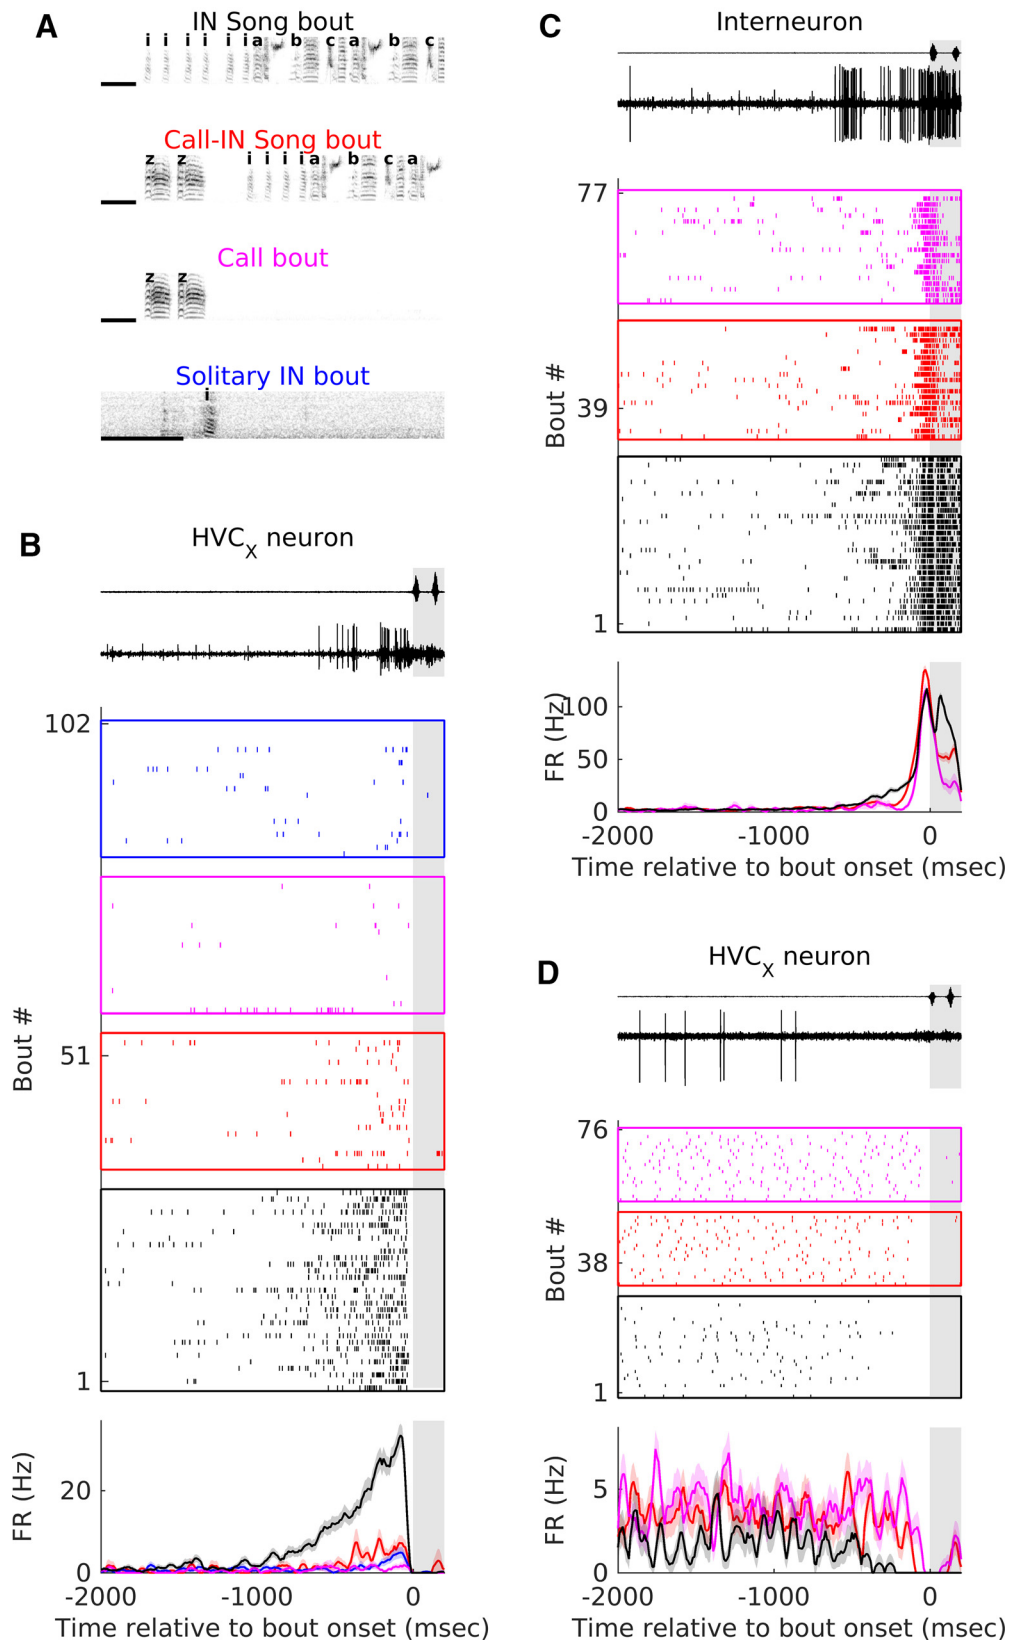 A
IN Song bout
i i i i i i a b c a b c
Call-IN Song bout
z z i i i i a b c a
Call bout
z z
Solitary IN bout
i
B
HVCX neuron
102
51
1
Bout #
20
0
FR (Hz)
-2000 -1000 0
Time relative to bout onset (msec)
C
Interneuron
77
39
1
Bout #
100
50
0
FR (Hz)
-2000 -1000 0
Time relative to bout onset (msec)
D
HVCX neuron
76
38
1
Bout #
5
0
FR (Hz)
-2000 -1000 0
Time relative to bout onset (msec)